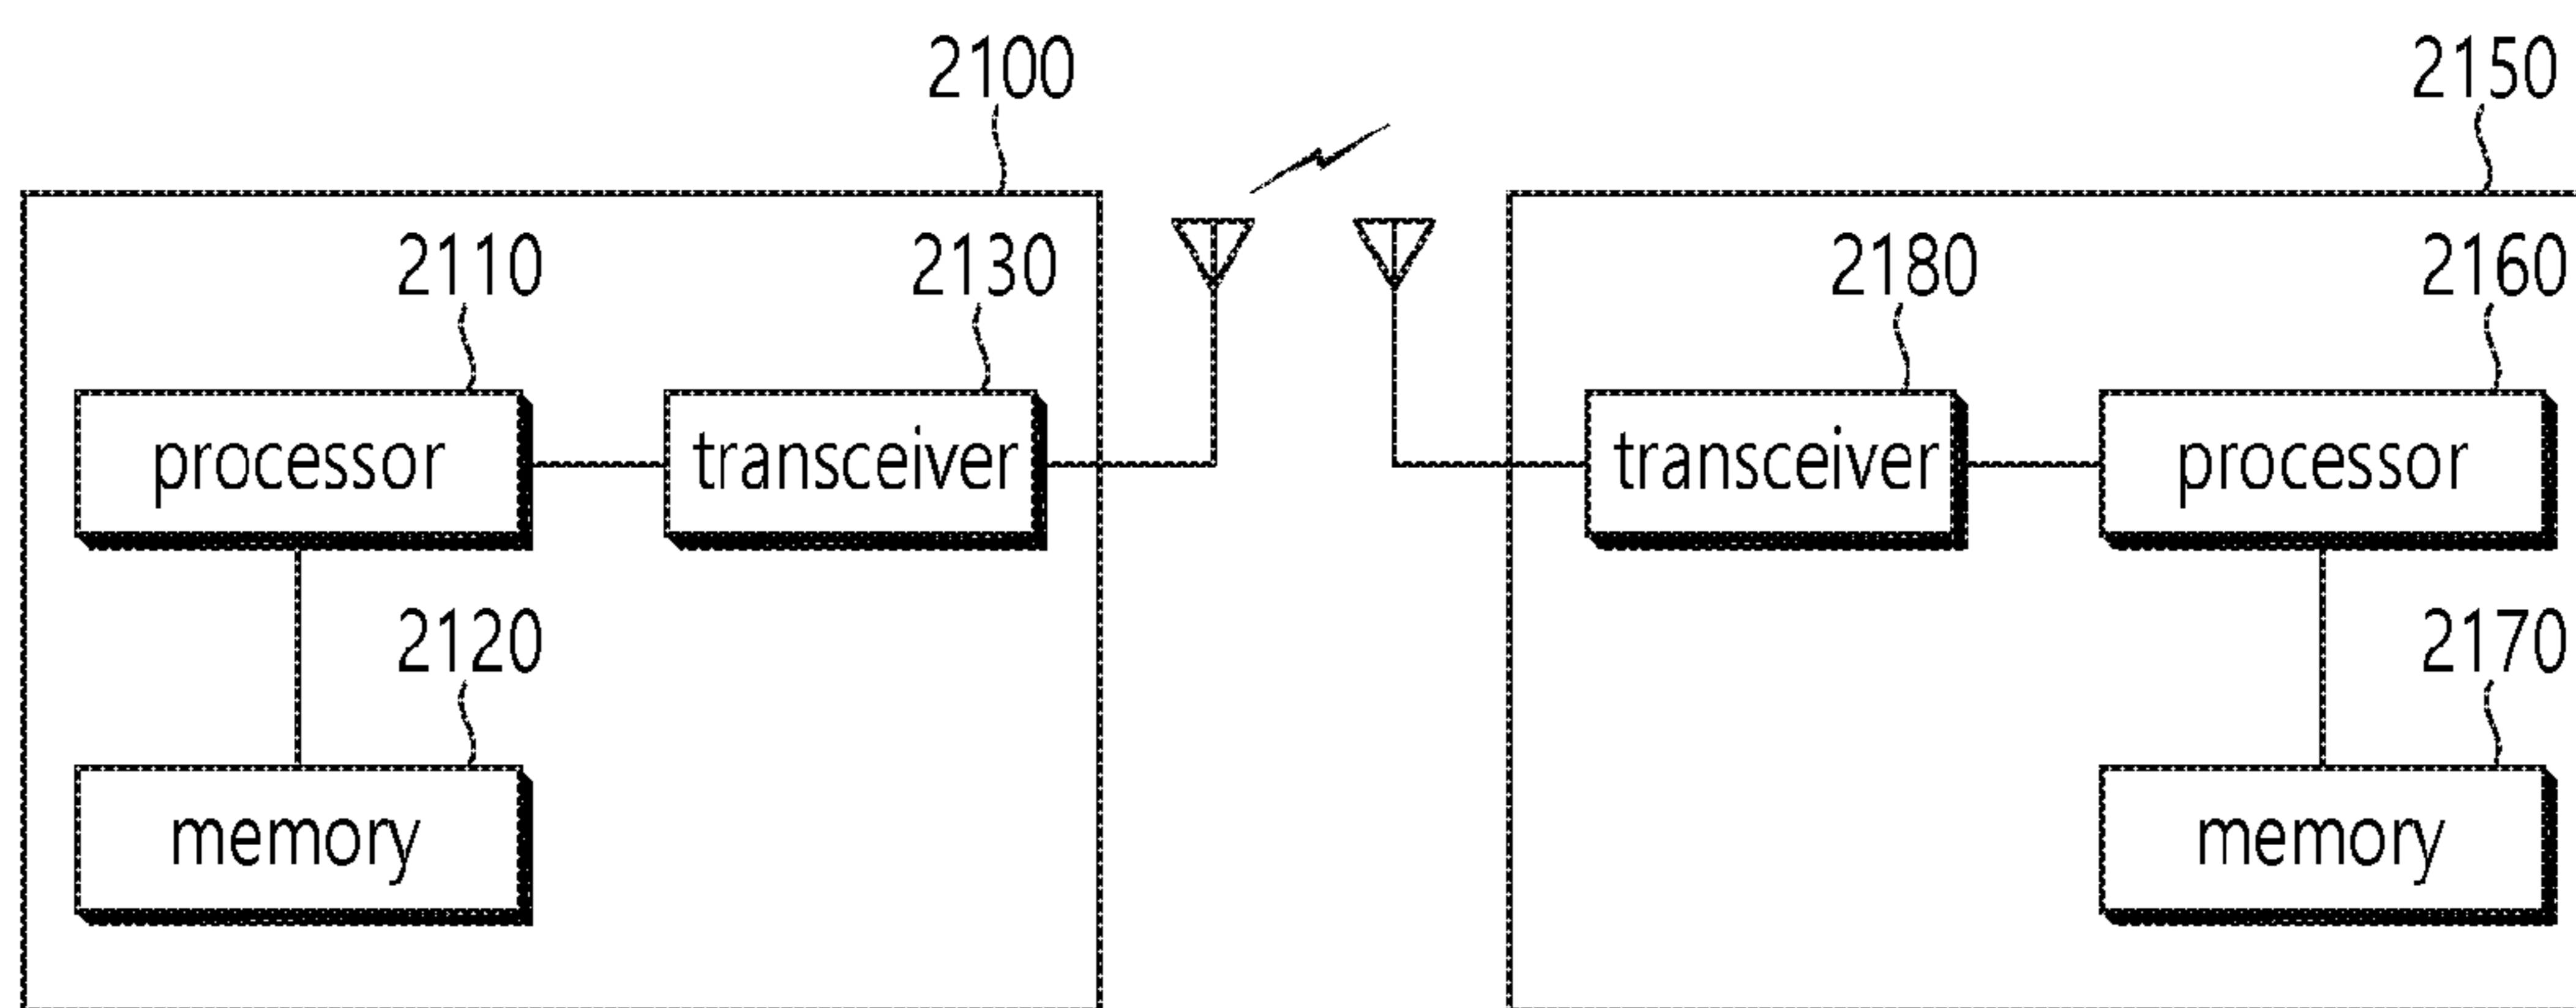 2100 2150
2110 2130 2180 2160
processor transceiver transceiver processor
2120 2170
memory memory